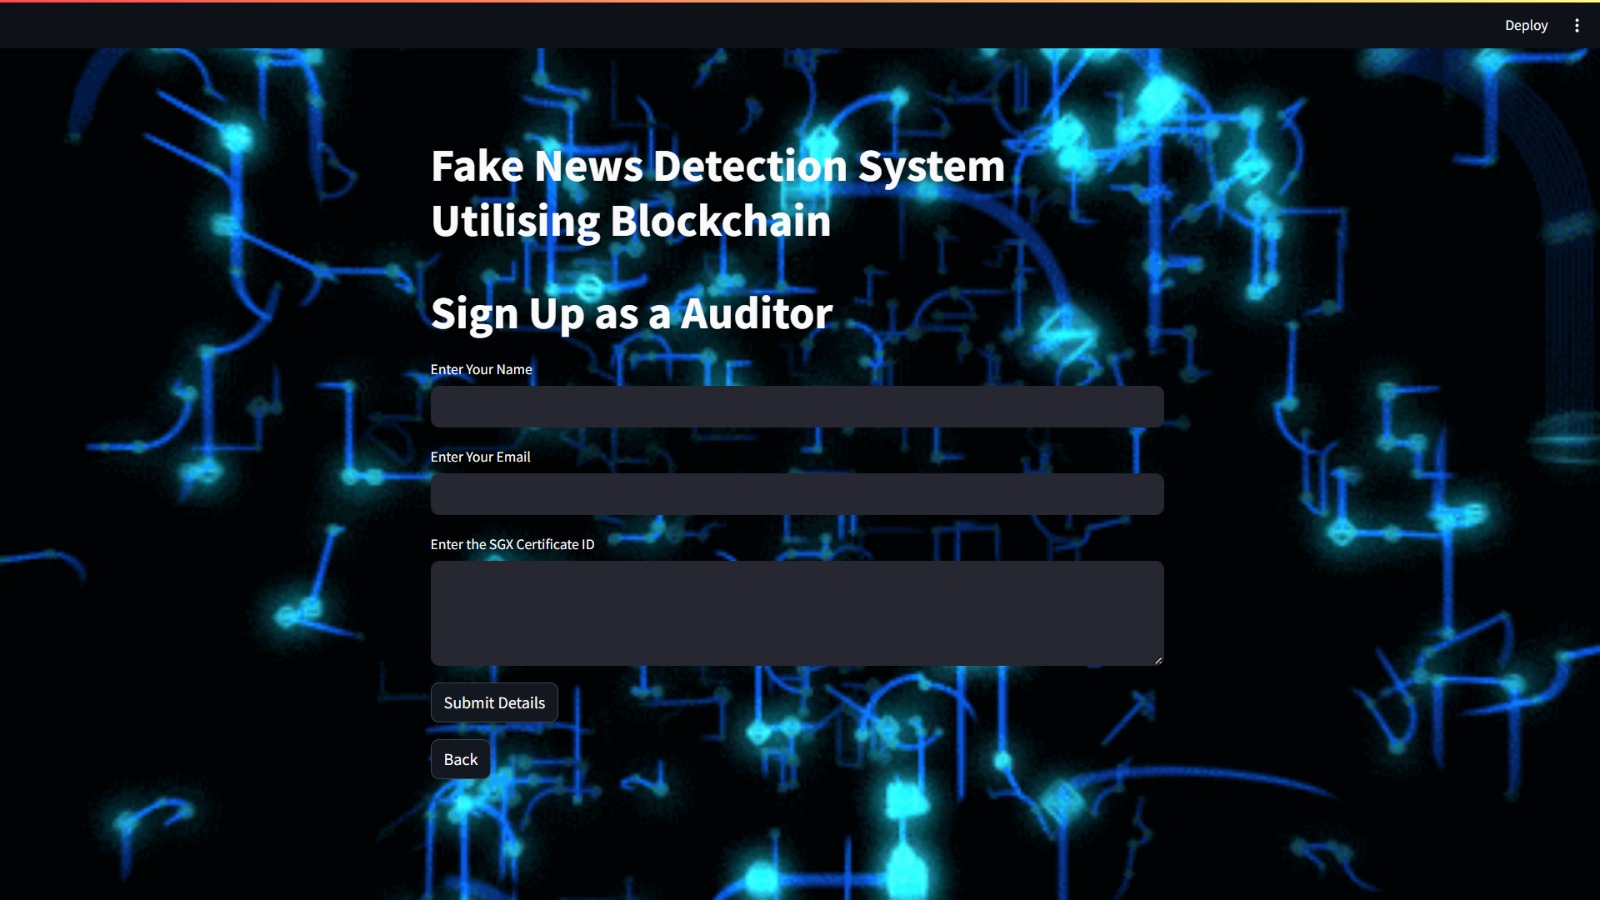 Deploy
Fake News Detection System
Utilising Blockchain
Sign Up as a Auditor
Enter Your Name
Enter Your Email
Enter the SGX Certificate ID
Submit Details
Back